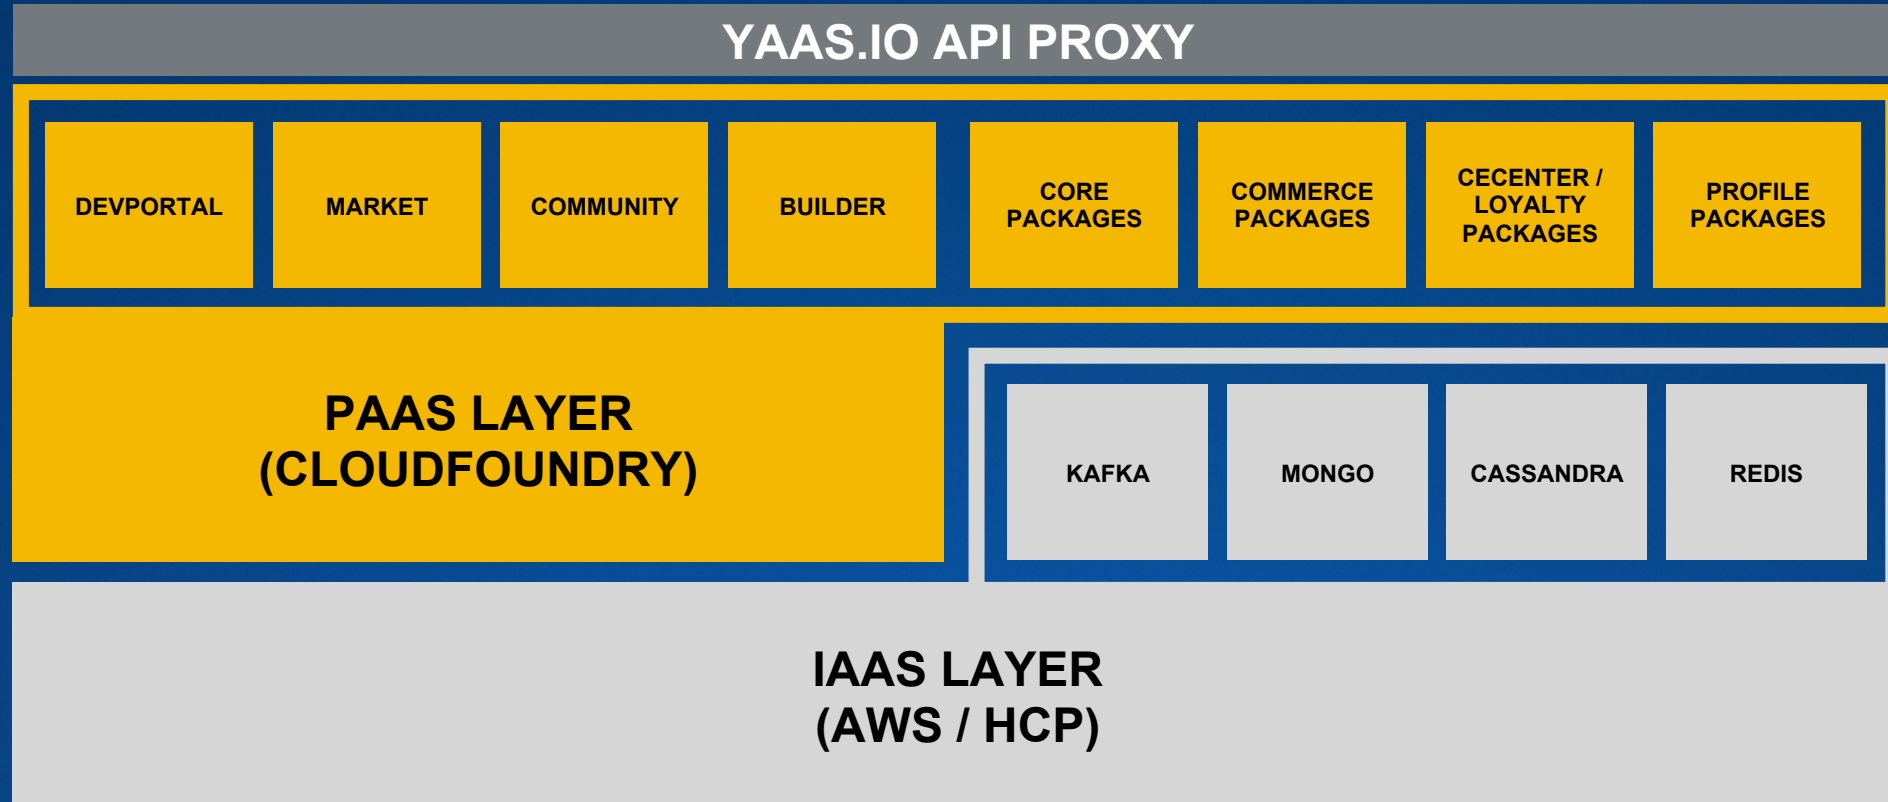 YAAS.IO API PROXY
DEVPORTAL
MARKET
COMMUNITY
BUILDER
CORE
PACKAGES
COMMERCE
PACKAGES
CECENTER /
LOYALTY
PACKAGES
PROFILE
PACKAGES
PAAS LAYER
(CLOUDFOUNDRY)
KAFKA
MONGO
CASSANDRA
REDIS
IAAS LAYER
(AWS / HCP)